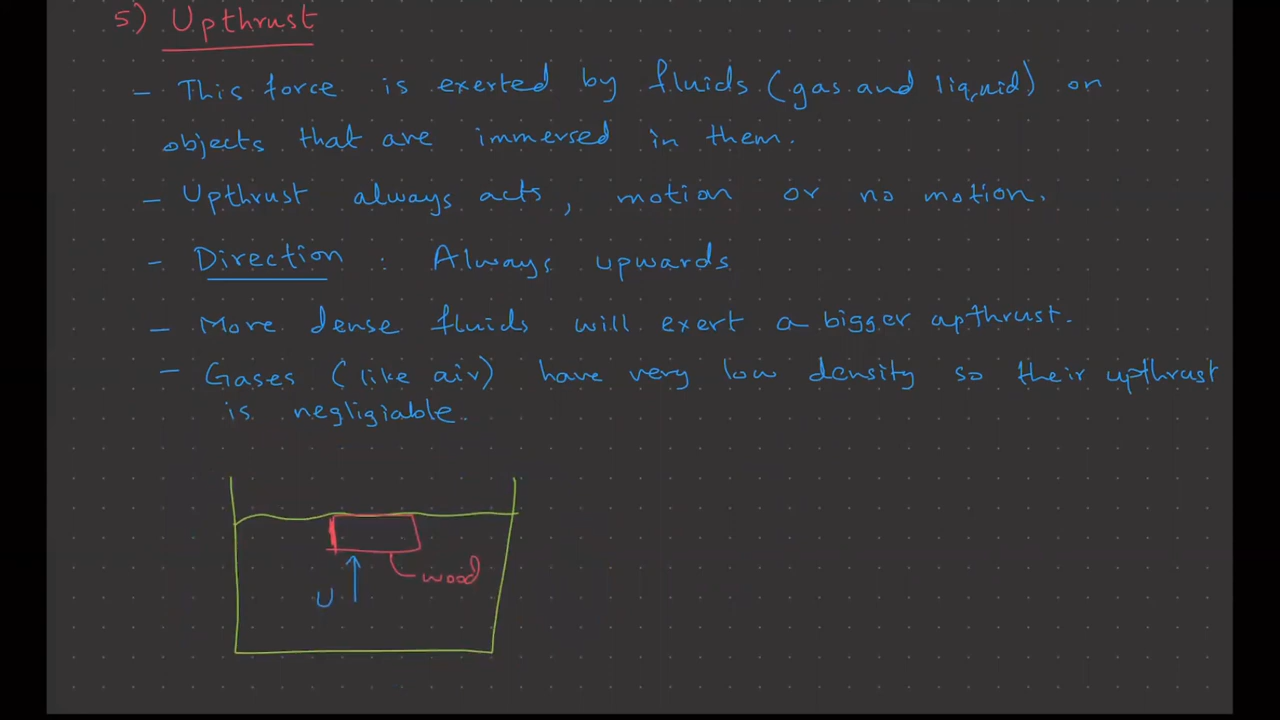 5) Upthrust
- This force is exerted by fluids (gas and liquid) on
objects that are immersed in them.
- Upthrust always acts, motion or no motion.
- Direction : Always upwards
- More dense fluids will exert a bigger upthrust.
- Gases (like air) have very low density so their upthrust
is negligiable.
wood
U